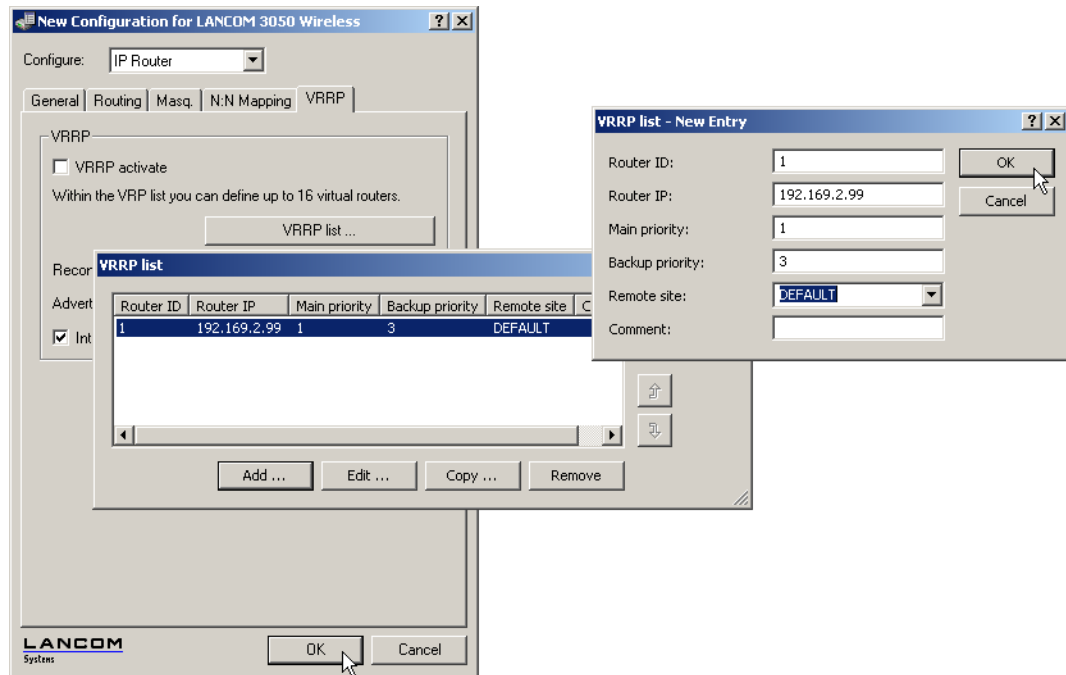 New Configuration for LANCOM 3050 Wireless
Configure: IP Router
General Routing Masq. N:N Mapping VRRP
VRRP
VRRP activate
Within the VRP list you can define up to 16 virtual routers.
VRRP list ...
Recor
Advert
Int
VRRP list
Router ID Router IP Main priority Backup priority Remote site C
1 192.169.2.99 1 3 DEFAULT
Add ... Edit ... Copy ... Remove
LANCOM
Systems
OK Cancel
VRRP list - New Entry
Router ID: 1
Router IP: 192.169.2.99
Main priority: 1
Backup priority: 3
Remote site: DEFAULT
Comment:
OK
Cancel